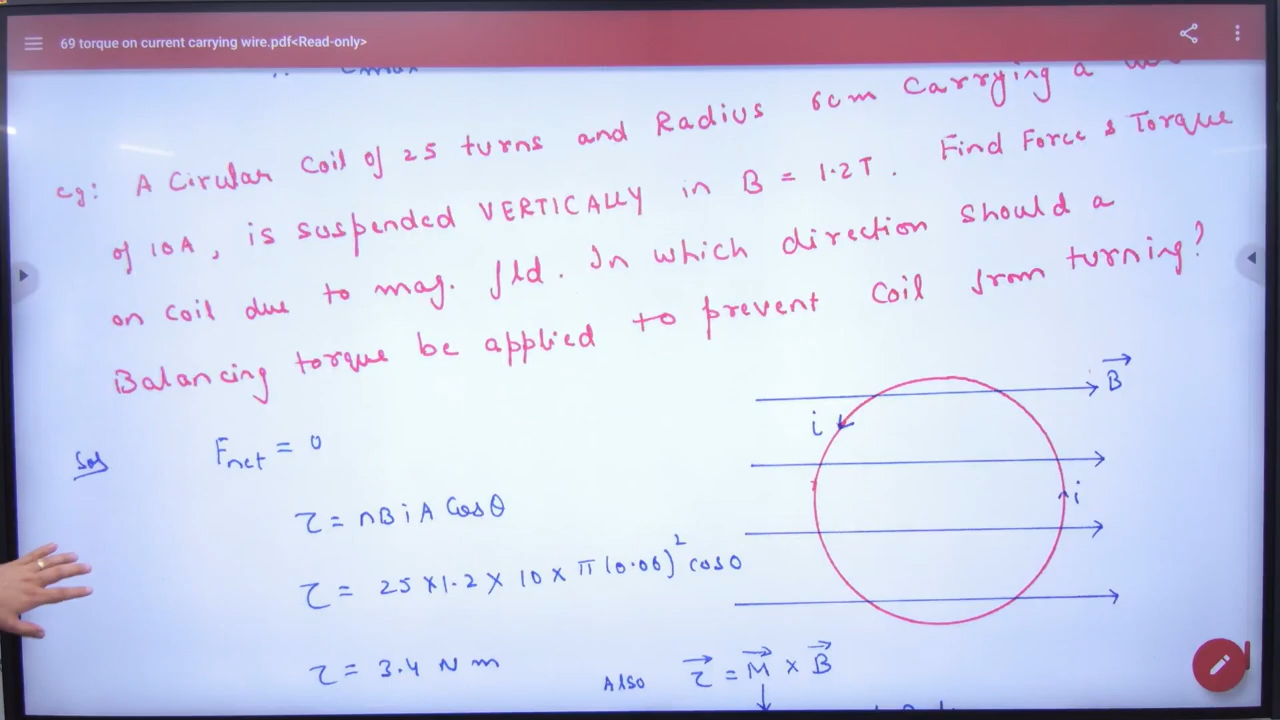 69 torque on current carrying wire.pdf<Read-only>
eg: A Cirular Coil of 25 turns and Radius 6cm Carrying a
of 10A, is suspended VERTICALLY in B = 1.2T. Find Force & Torque
on coil due to mag. fld. In which direction should a
Balancing torque be applied to prevent Coil from turning?
Sol
Fnet = 0
τ = nBiA Cosθ
τ = 25 × 1.2 × 10 × π(0.06)² cos0
τ = 3.4 N m
Also τ⃗ = M⃗ × B⃗
B⃗
i
i